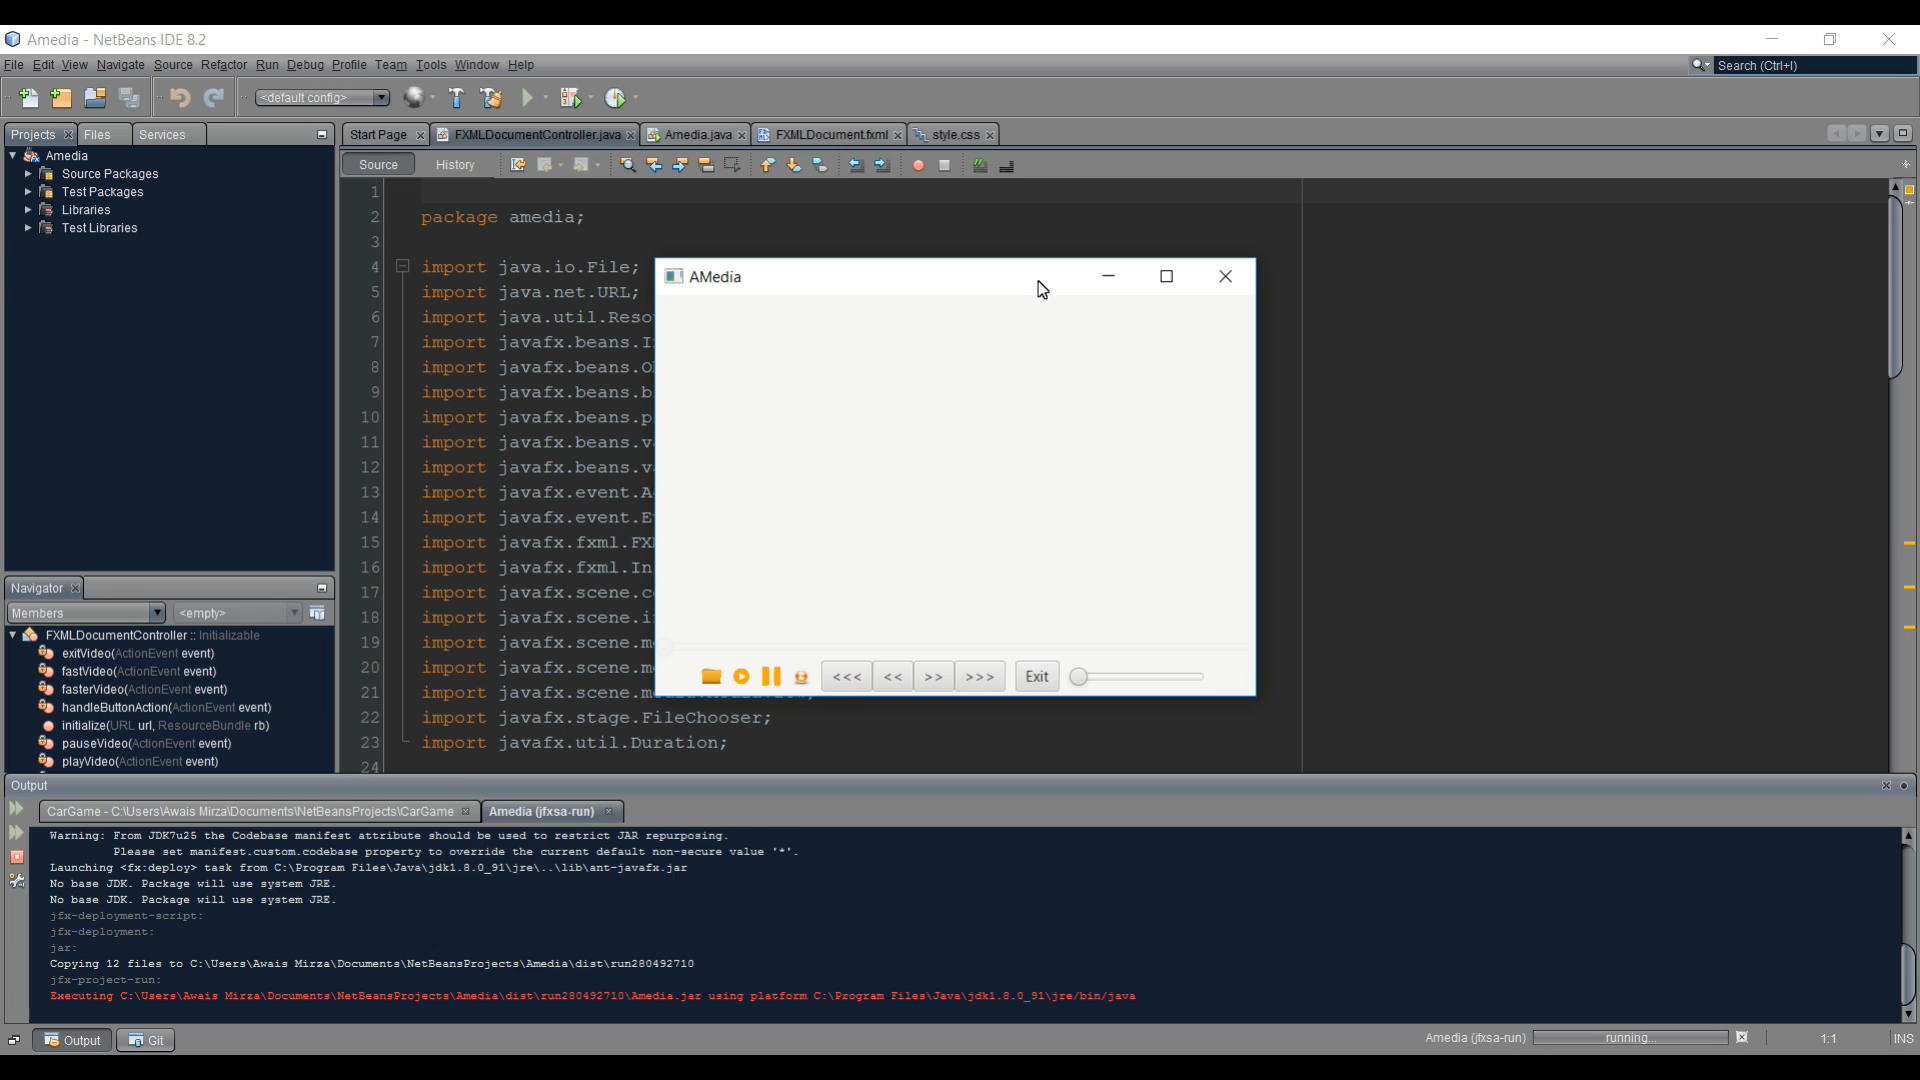 Amedia - NetBeans IDE 8.2
File Edit View Navigate Source Refactor Run Debug Profile Team Tools Window Help
Search (Ctrl+I)
<default config>
Projects Files Services
Start Page FXMLDocumentController.java Amedia.java FXMLDocument.fxml style.css
Source History
Amedia
Source Packages
Test Packages
Libraries
Test Libraries
1
2 package amedia;
3
4 import java.io.File;
5 import java.net.URL;
6 import java.util.Reso
7 import javafx.beans.I
8 import javafx.beans.O
9 import javafx.beans.b
10 import javafx.beans.p
11 import javafx.beans.v
12 import javafx.beans.v
13 import javafx.event.A
14 import javafx.event.E
15 import javafx.fxml.FX
16 import javafx.fxml.In
17 import javafx.scene.c
18 import javafx.scene.i
19 import javafx.scene.m
20 import javafx.scene.m
21 import javafx.scene.m
22 import javafx.stage.FileChooser;
23 import javafx.util.Duration;
24
AMedia
<<< << >> >>> Exit
Navigator
Members <empty>
FXMLDocumentController :: Initializable
exitVideo(ActionEvent event)
fastVideo(ActionEvent event)
fasterVideo(ActionEvent event)
handleButtonAction(ActionEvent event)
initialize(URL url, ResourceBundle rb)
pauseVideo(ActionEvent event)
playVideo(ActionEvent event)
Output
CarGame - C:\Users\Awais Mirza\Documents\NetBeansProjects\CarGame Amedia (jfxsa-run)
Warning: From JDK7u25 the Codebase manifest attribute should be used to restrict JAR repurposing.
Please set manifest.custom.codebase property to override the current default non-secure value '*'.
Launching <fx:deploy> task from C:\Program Files\Java\jdk1.8.0_91\jre\..\lib\ant-javafx.jar
No base JDK. Package will use system JRE.
No base JDK. Package will use system JRE.
jfx-deployment-script:
jfx-deployment:
jar:
Copying 12 files to C:\Users\Awais Mirza\Documents\NetBeansProjects\Amedia\dist\run280492710
jfx-project-run:
Executing C:\Users\Awais Mirza\Documents\NetBeansProjects\Amedia\dist\run280492710\Amedia.jar using platform C:\Program Files\Java\jdk1.8.0_91\jre/bin/java
Output Git
Amedia (jfxsa-run) running... 1:1 INS